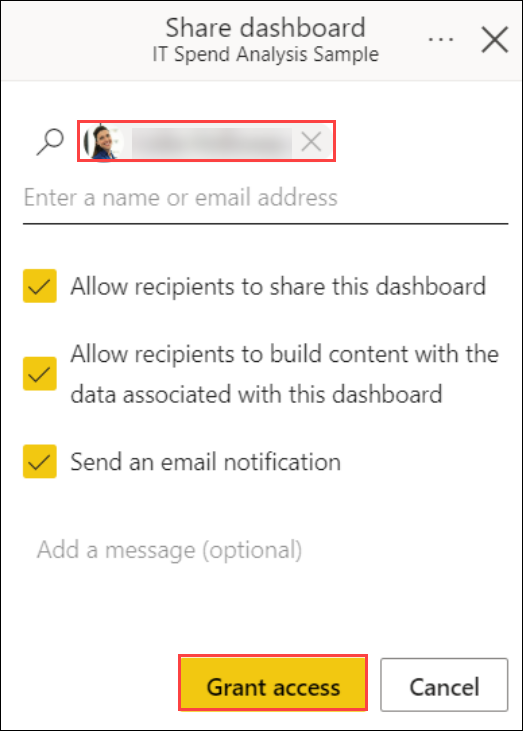 Share dashboard
IT Spend Analysis Sample
Enter a name or email address
Allow recipients to share this dashboard
Allow recipients to build content with the
data associated with this dashboard
Send an email notification
Add a message (optional)
Grant access
Cancel